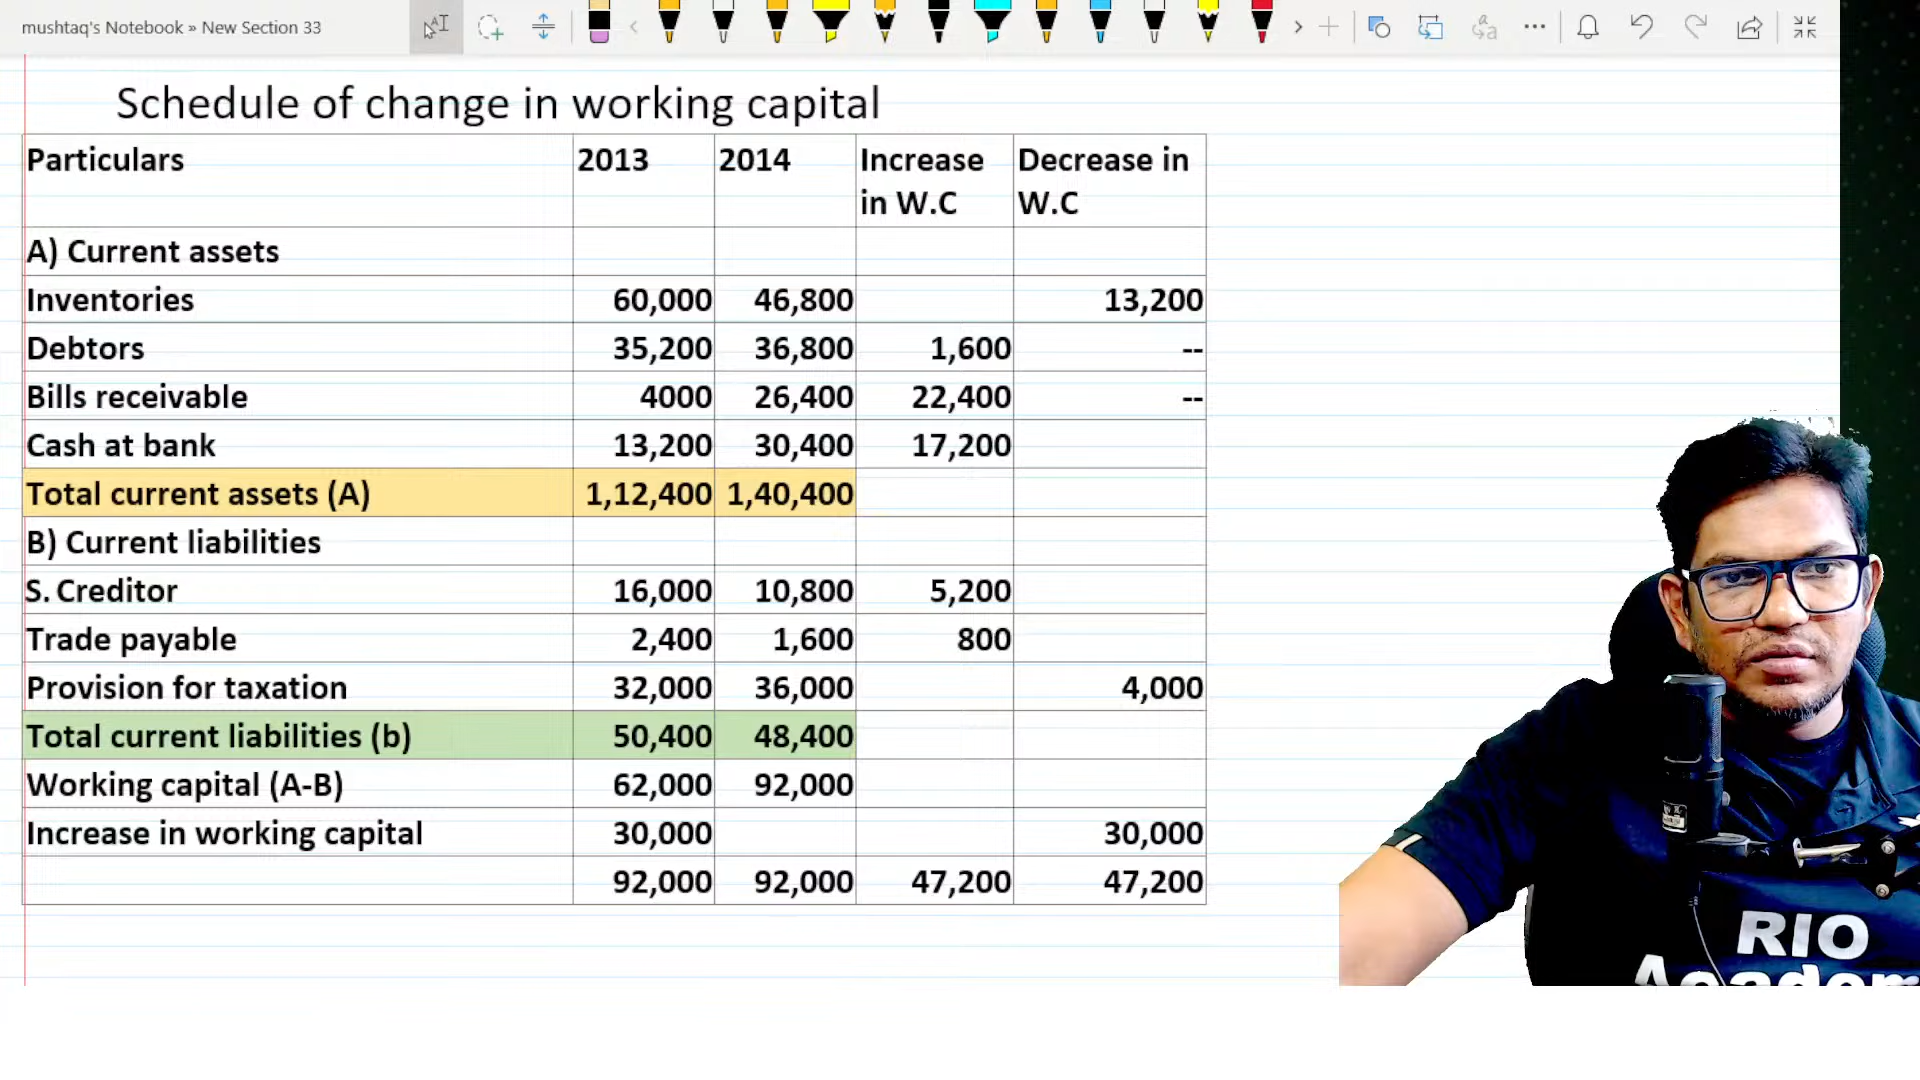 mushtaq's Notebook » New Section 33
Schedule of change in working capital
Particulars 2013 2014 Increase in W.C Decrease in W.C
A) Current assets
Inventories 60,000 46,800 13,200
Debtors 35,200 36,800 1,600 --
Bills receivable 4000 26,400 22,400 --
Cash at bank 13,200 30,400 17,200
Total current assets (A) 1,12,400 1,40,400
B) Current liabilities
S. Creditor 16,000 10,800 5,200
Trade payable 2,400 1,600 800
Provision for taxation 32,000 36,000 4,000
Total current liabilities (b) 50,400 48,400
Working capital (A-B) 62,000 92,000
Increase in working capital 30,000 30,000
92,000 92,000 47,200 47,200
RIO